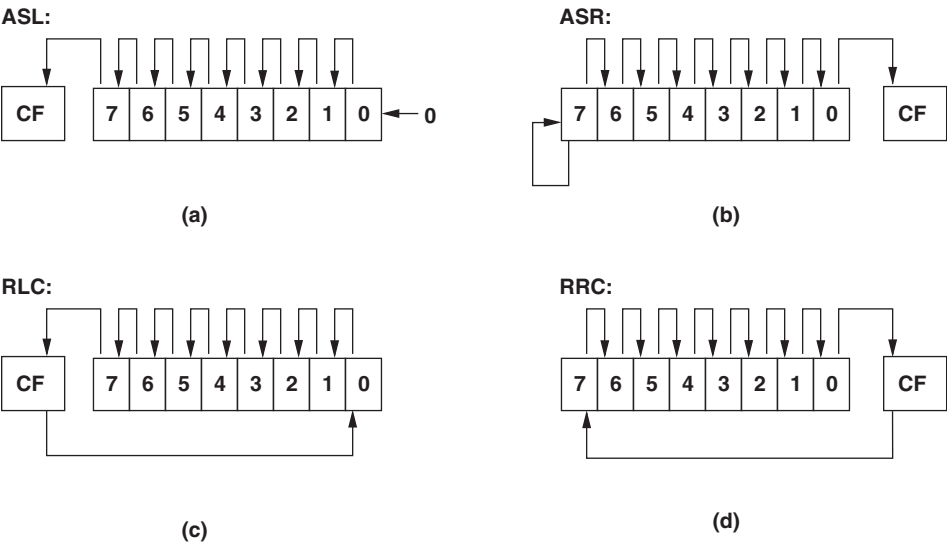 ASL:
CF 7 6 5 4 3 2 1 0 0
(a)
ASR:
7 6 5 4 3 2 1 0 CF
(b)
RLC:
CF 7 6 5 4 3 2 1 0
(c)
RRC:
7 6 5 4 3 2 1 0 CF
(d)